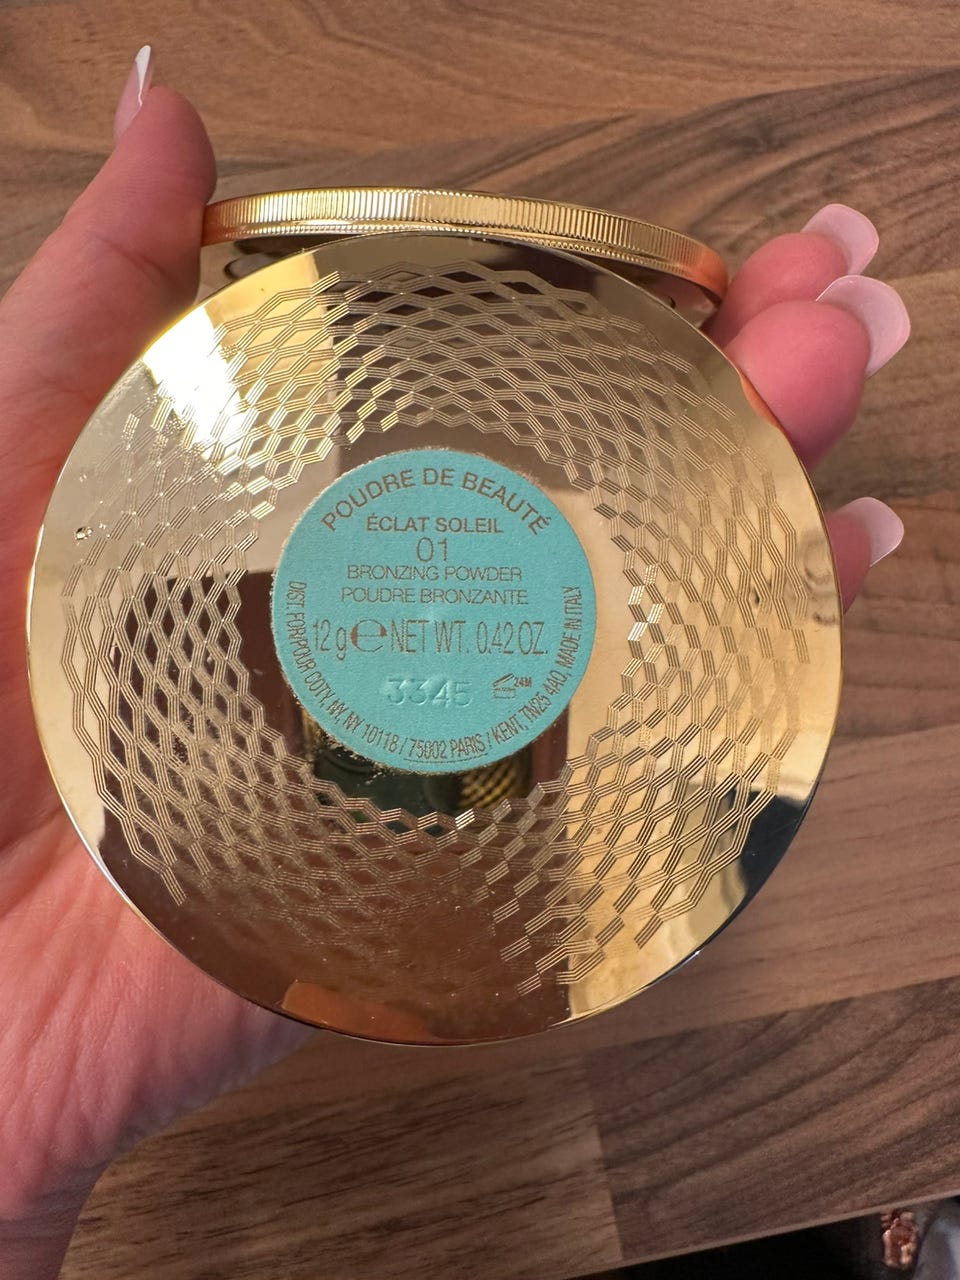 POUDRE DE BEAUTÉ
ÉCLAT SOLEIL
01
BRONZING POWDER
POUDRE BRONZANTE
12 g ℮ NET WT. 0.42 OZ.
3345
24M
DIST. FOR/POUR COTY, NY, NY 10118 / 75002 PARIS / KENT, TN25 4AQ, MADE IN ITALY